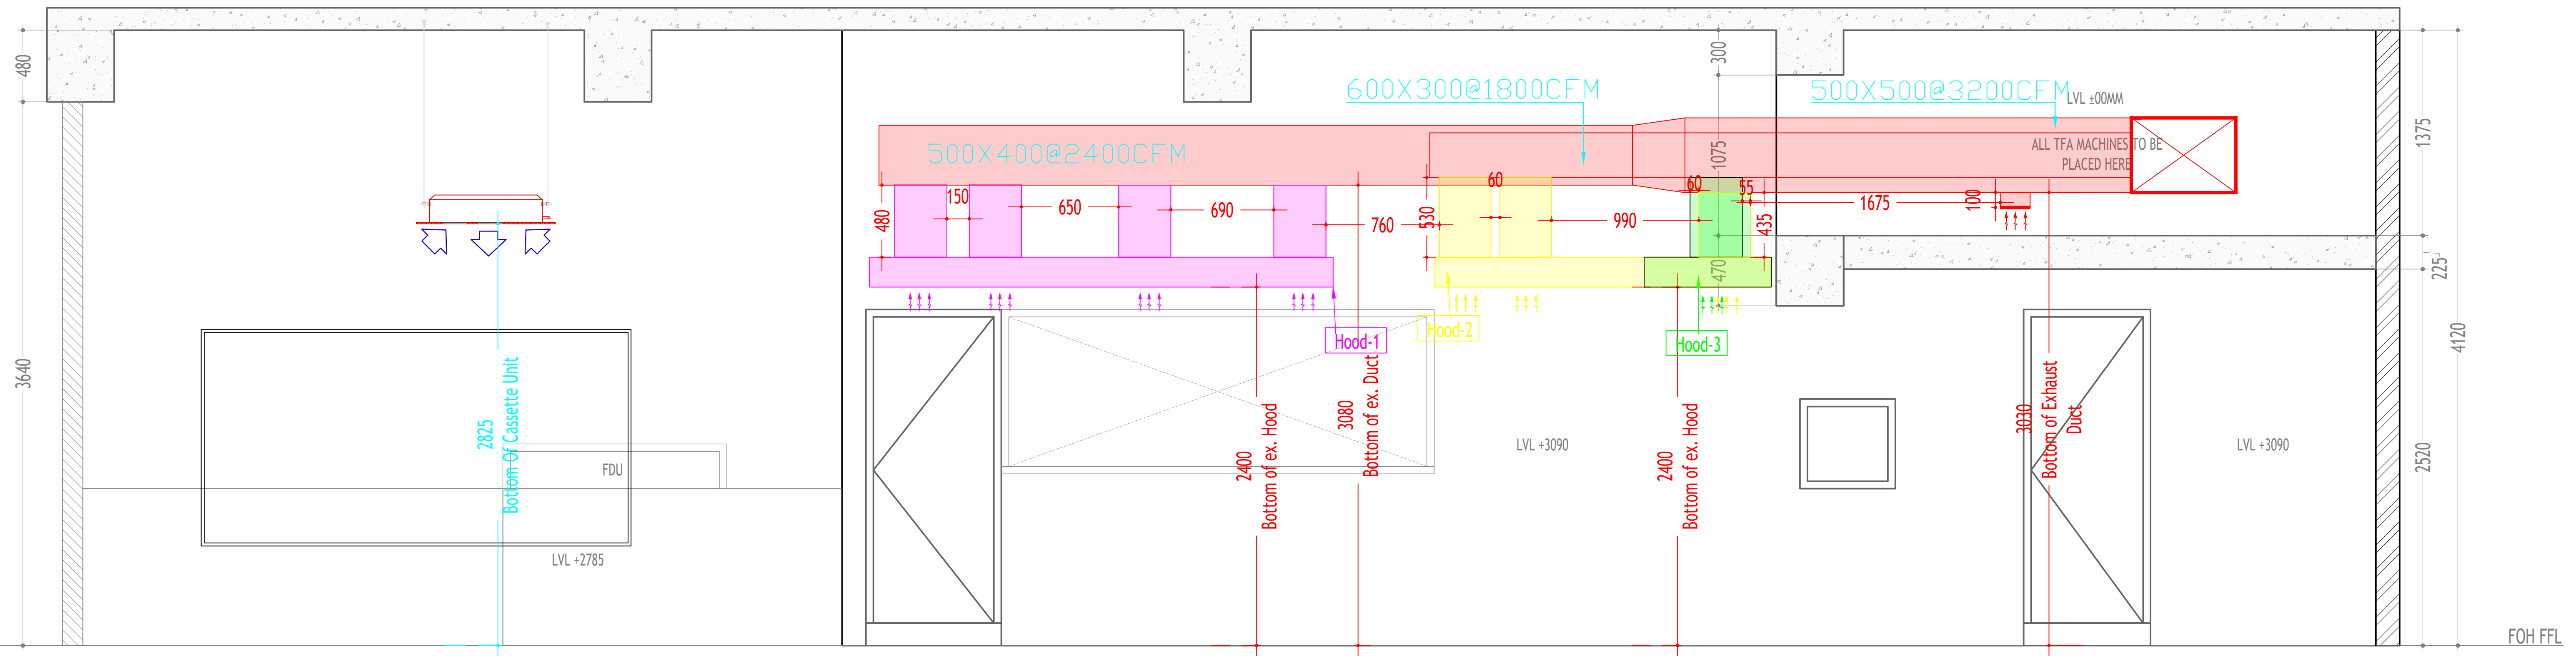 480
3640
2825
Bottom Of Cassette Unit
FDU
LVL +2785
500X400@2400CFM
600X300@1800CFM
500X500@3200CFM
LVL ±00MM
ALL TFA MACHINES TO BE
PLACED HERE
300
1075
470
480
150
650
690
760
530
60
990
60
55
435
1675
100
Hood-1
Hood-2
Hood-3
2400
Bottom of ex. Hood
3080
Bottom of ex. Duct
LVL +3090
2400
Bottom of ex. Hood
3030
Bottom of Exhaust
Duct
LVL +3090
1375
225
4120
2520
FOH FFL